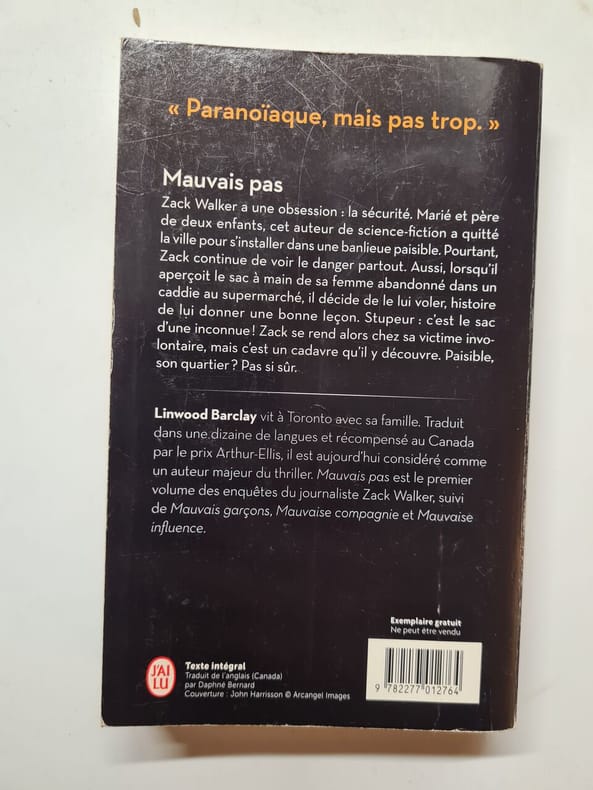 « Paranoïaque, mais pas trop. »
Mauvais pas
Zack Walker a une obsession : la sécurité. Marié et père
de deux enfants, cet auteur de science-fiction a quitté
la ville pour s'installer dans une banlieue paisible. Pourtant,
Zack continue de voir le danger partout. Aussi, lorsqu'il
aperçoit le sac à main de sa femme abandonné dans un
caddie au supermarché, il décide de le lui voler, histoire
de lui donner une bonne leçon. Stupeur : c'est le sac
d'une inconnue ! Zack se rend alors chez sa victime invo-
lontaire, mais c'est un cadavre qu'il y découvre. Paisible,
son quartier ? Pas si sûr.
Linwood Barclay vit à Toronto avec sa famille. Traduit
dans une dizaine de langues et récompensé au Canada
par le prix Arthur-Ellis, il est aujourd'hui considéré comme
un auteur majeur du thriller. Mauvais pas est le premier
volume des enquêtes du journaliste Zack Walker, suivi
de Mauvais garçons, Mauvaise compagnie et Mauvaise
influence.
Exemplaire gratuit
Ne peut être vendu
J'AI
LU
Texte intégral
Traduit de l'anglais (Canada)
par Daphné Bernard
Couverture : John Harrisson © Arcangel Images
9 782277 012764